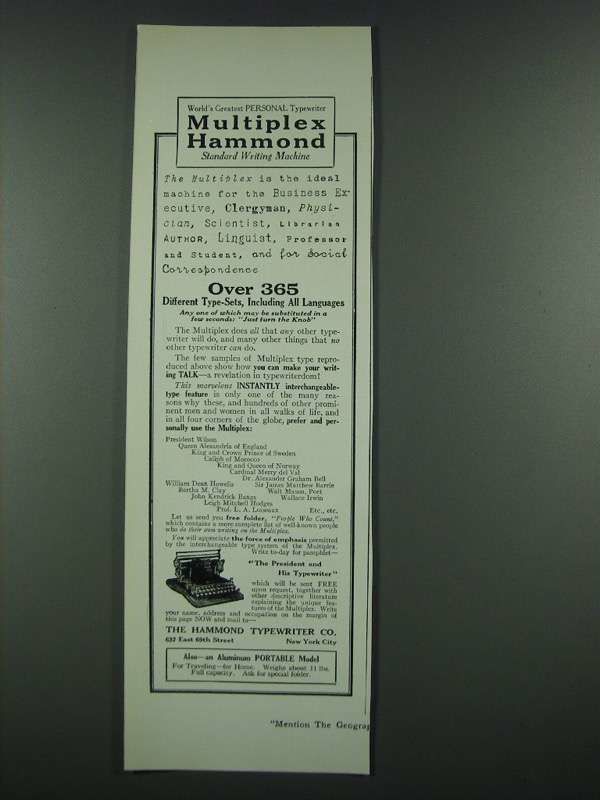 World's Greatest PERSONAL Typewriter
Multiplex
Hammond
Standard Writing Machine
The Multiplex is the ideal
machine for the Business Ex-
ecutive, Clergyman, Physi-
cian, Scientist, Librarian
AUTHOR, Linguist, Professor
and Student, and for Social
Correspondence
Over 365
Different Type-Sets, Including All Languages
Any one of which may be substituted in a
few seconds: "Just turn the Knob"
The Multiplex does all that any other type-
writer will do, and many other things that no
other typewriter can do.
The few samples of Multiplex type repro-
duced above show how you can make your writ-
ing TALK—a revelation in typewriterdom!
This marvelous INSTANTLY interchangeable-
type feature is only one of the many rea-
sons why these, and hundreds of other promi-
nent men and women in all walks of life, and
in all four corners of the globe, prefer and per-
sonally use the Multiplex:
President Wilson
Queen Alexandria of England
King and Crown Prince of Sweden
Caliph of Morocco
King and Queen of Norway
Cardinal Merry del Val
Dr. Alexander Graham Bell
William Dean Howells Sir James Matthew Barrie
Bertha M. Clay Walt Mason, Poet
John Kendrick Bangs Wallace Irwin
Leigh Mitchell Hodges
Prof. L. A. Etc., etc.
Let us send you free folder, "People Who Count,"
which contains a more complete list of well-known people
who do their own writing on the Multiplex.
You will appreciate the force of emphasis permitted
by the interchangeable type system of the Multiplex.
Write to-day for pamphlet—
"The President and
His Typewriter"
which will be sent FREE
upon request, together with
other descriptive literature
explaining the unique fea-
tures of the Multiplex. Write
your name, address and occupation on the margin of
this page NOW and mail to—
THE HAMMOND TYPEWRITER CO.
632 East 69th Street New York City
Also—an Aluminum PORTABLE Model
For Traveling—for Home. Weighs about 11 lbs.
Full capacity. Ask for special folder.
"Mention The Geograp